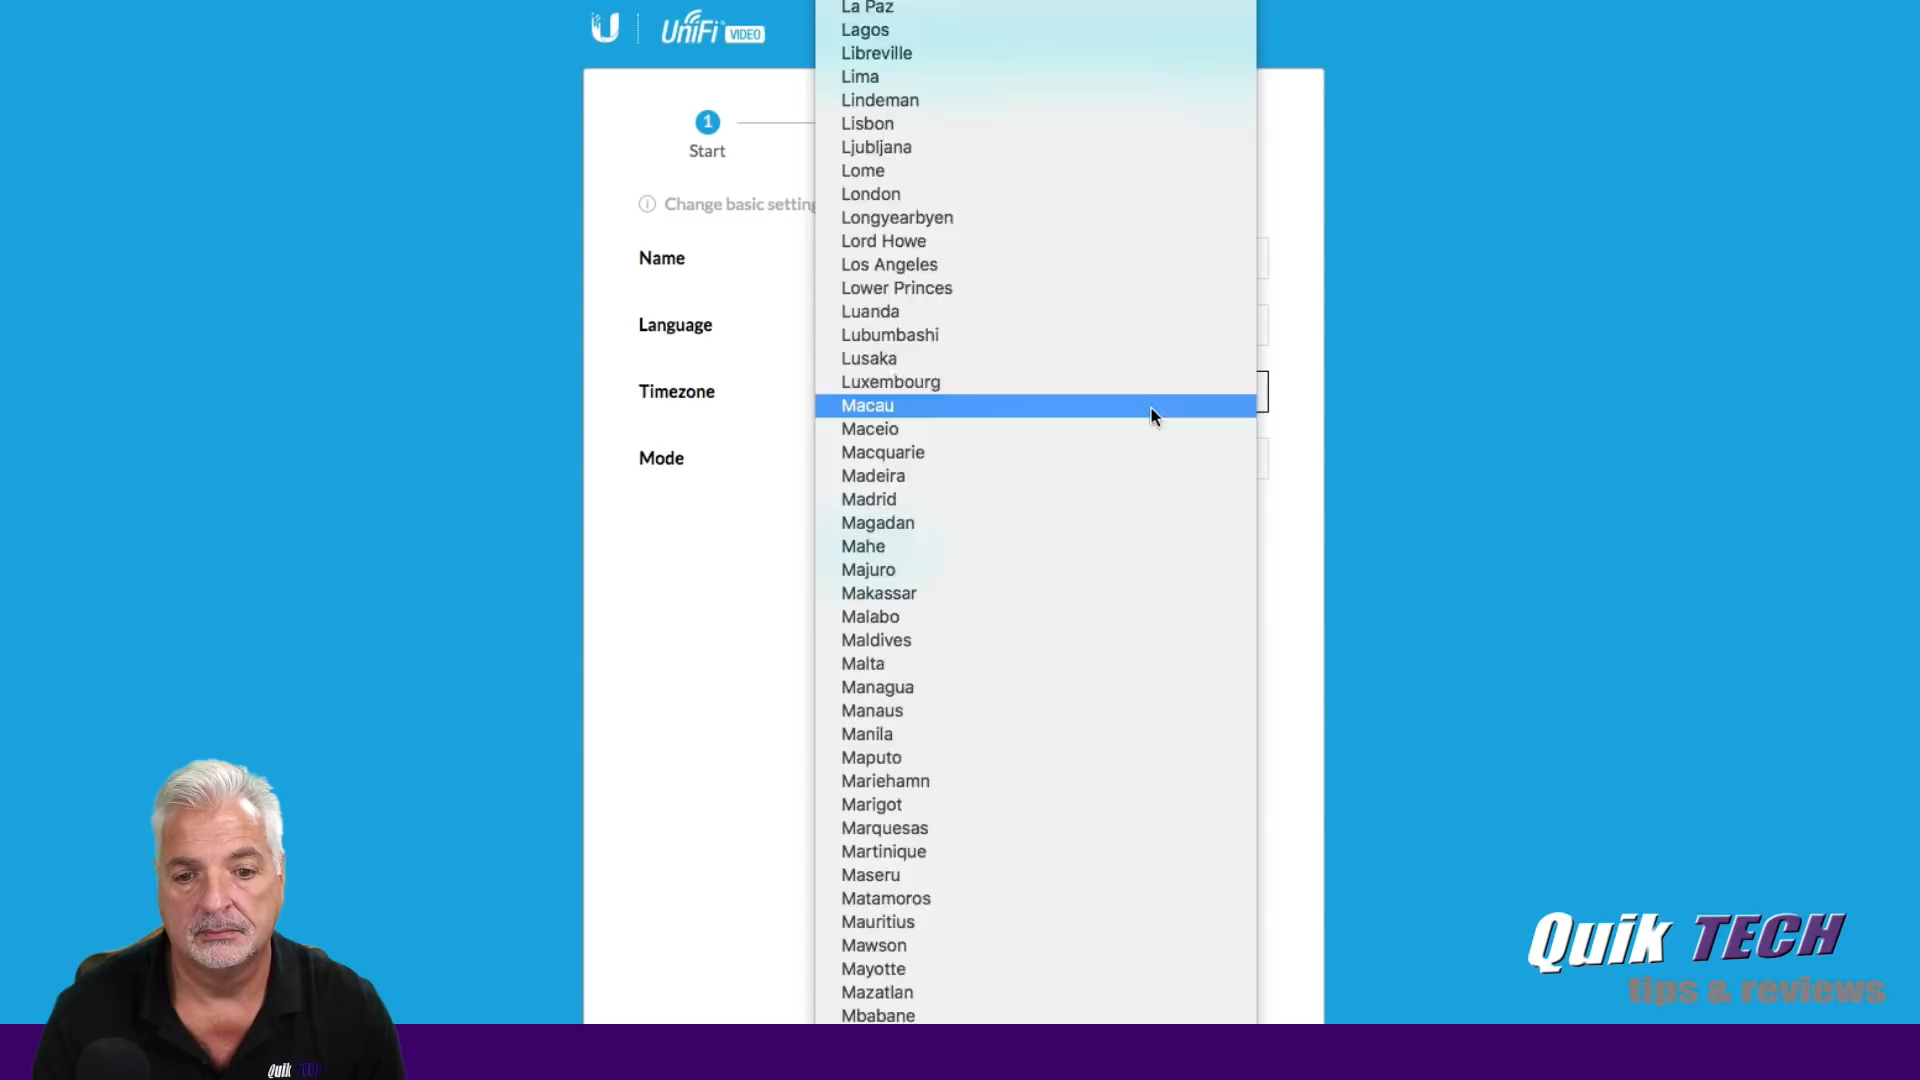 U UniFi VIDEO
La Paz
Lagos
Libreville
Lima
Lindeman
Lisbon
1
Start
Ljubljana
Lome
London
Change basic setting
Longyearbyen
Lord Howe
Name
Los Angeles
Lower Princes
Luanda
Language
Lubumbashi
Lusaka
Luxembourg
Timezone
Macau
Maceio
Macquarie
Mode
Madeira
Madrid
Magadan
Mahe
Majuro
Makassar
Malabo
Maldives
Malta
Managua
Manaus
Manila
Maputo
Mariehamn
Marigot
Marquesas
Martinique
Maseru
Matamoros
Mauritius
Mawson
Mayotte
Mazatlan
Mbabane
Quik TECH
tips & reviews
Quik